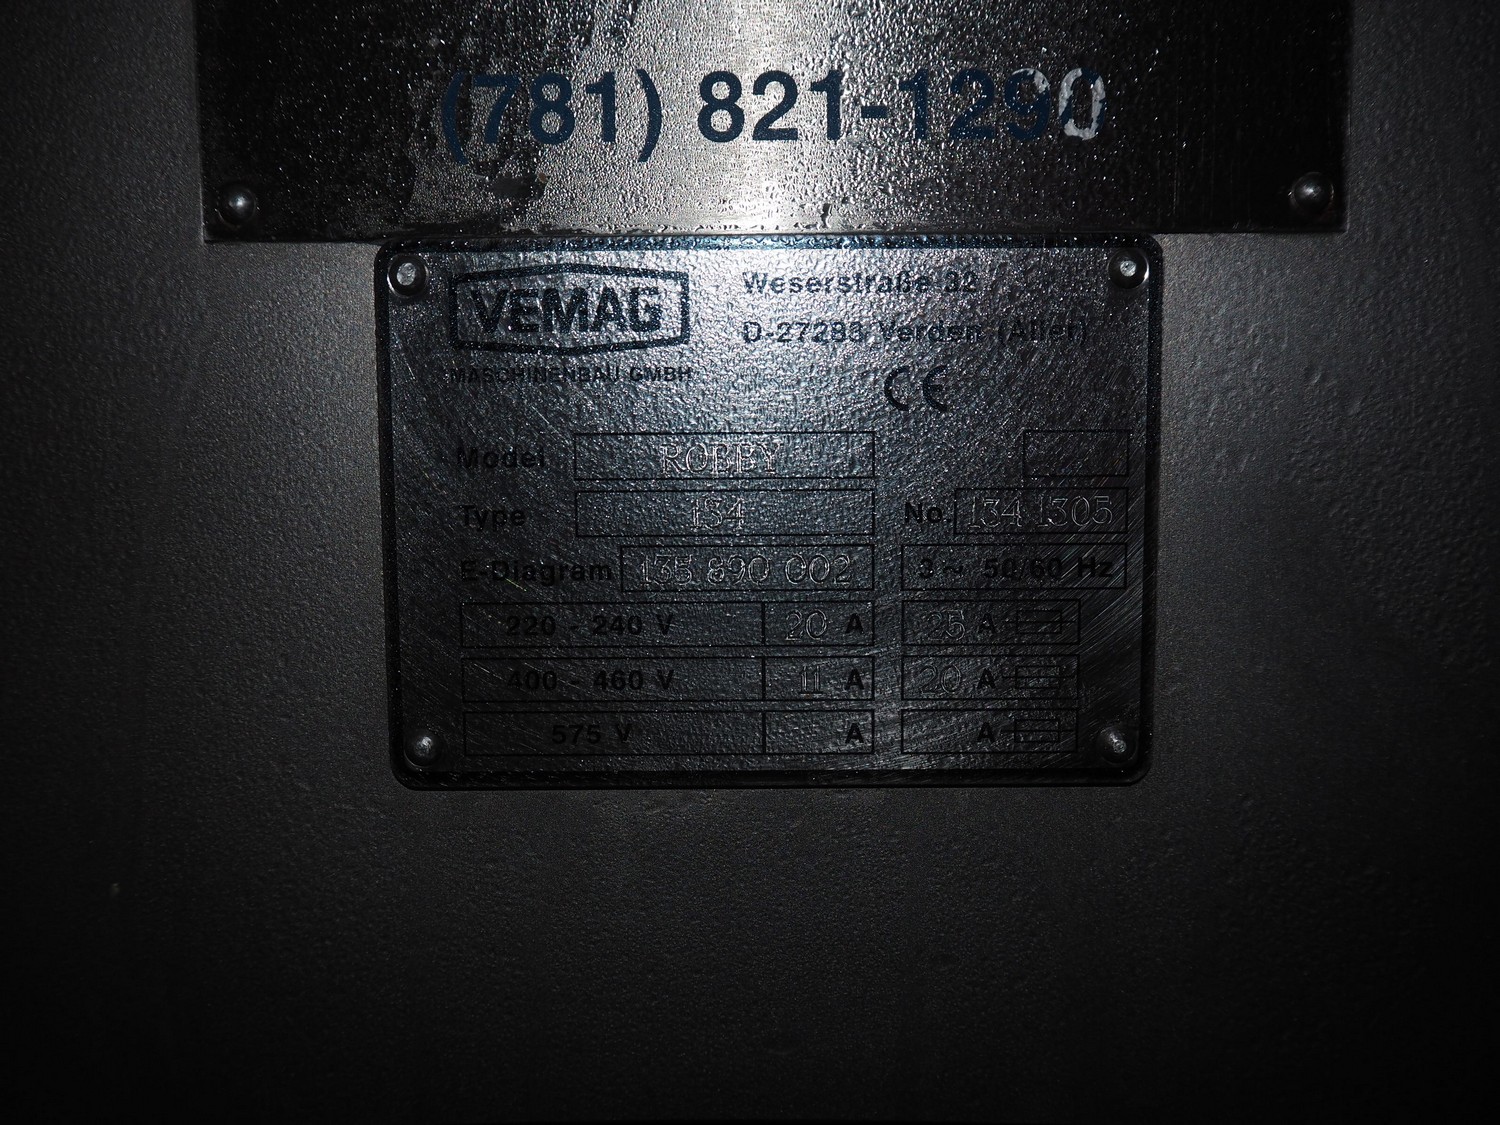 (781) 821-1290
VEMAG
MASCHINENBAU GMBH
Weserstraße 32
D-27283 Verden (Aller)
CE
Model ROBBY
Type 134 No. 134 1305
E-Diagram 135 890 002 3 ~ 50/60 Hz
220 - 240 V 20 A 25 A
400 - 460 V 11 A 20 A
575 V A A